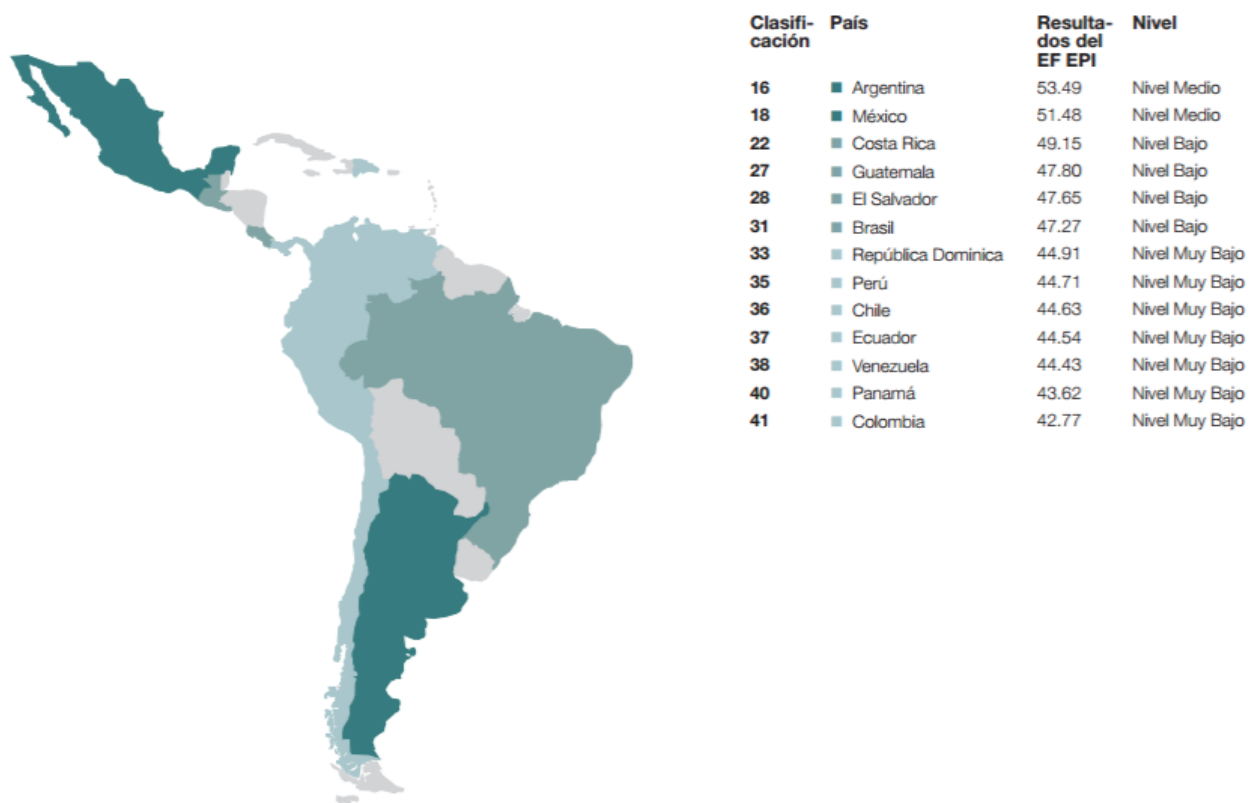 Clasifi-
cación País Resulta-
dos del
EF EPI Nivel
16 Argentina 53.49 Nivel Medio
18 México 51.48 Nivel Medio
22 Costa Rica 49.15 Nivel Bajo
27 Guatemala 47.80 Nivel Bajo
28 El Salvador 47.65 Nivel Bajo
31 Brasil 47.27 Nivel Bajo
33 República Dominica 44.91 Nivel Muy Bajo
35 Perú 44.71 Nivel Muy Bajo
36 Chile 44.63 Nivel Muy Bajo
37 Ecuador 44.54 Nivel Muy Bajo
38 Venezuela 44.43 Nivel Muy Bajo
40 Panamá 43.62 Nivel Muy Bajo
41 Colombia 42.77 Nivel Muy Bajo